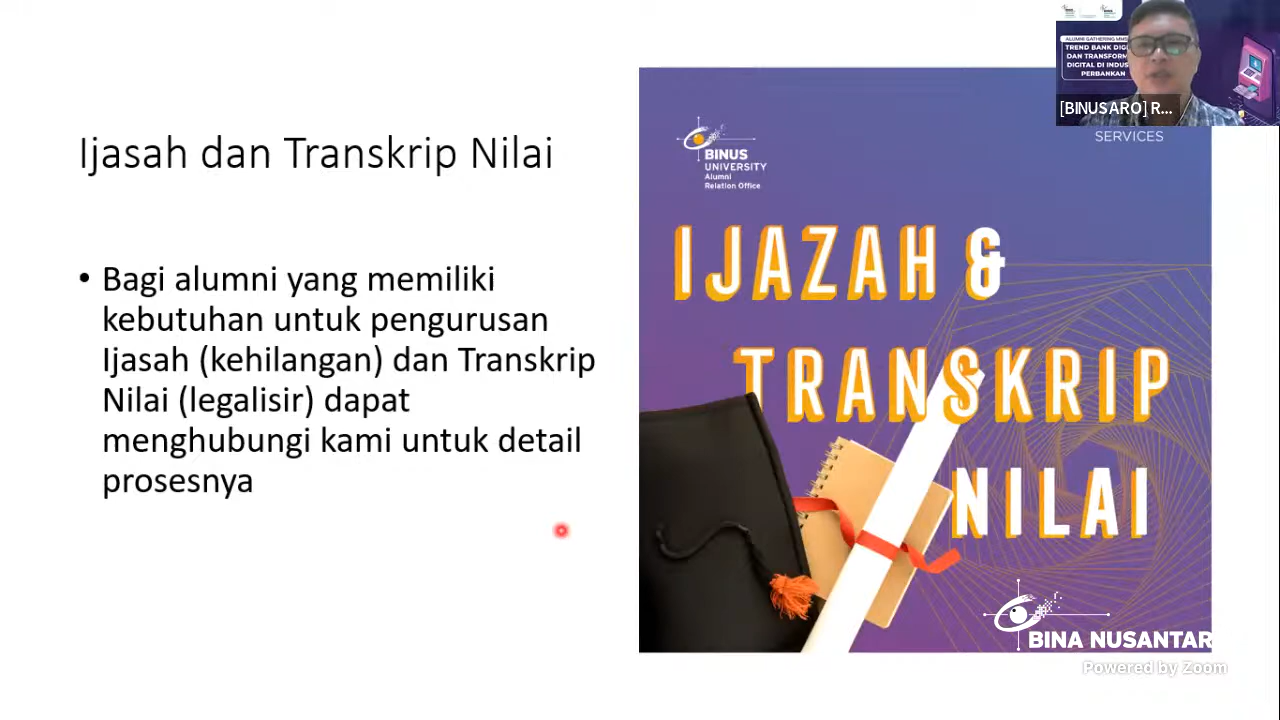 Ijasah dan Transkrip Nilai
• Bagi alumni yang memiliki
kebutuhan untuk pengurusan
Ijasah (kehilangan) dan Transkrip
Nilai (legalisir) dapat
menghubungi kami untuk detail
prosesnya
BINUS
UNIVERSITY
Alumni
Relation Office
SERVICES
IJAZAH &
TRANSKRIP
NILAI
BINA NUSANTAR
Powered by Zoom
ALUMNI GATHERING
TREND BANK DIGI
DAN TRANSFORM
DIGITAL DI INDUS
PERBANKAN
[BINUSARO] R...